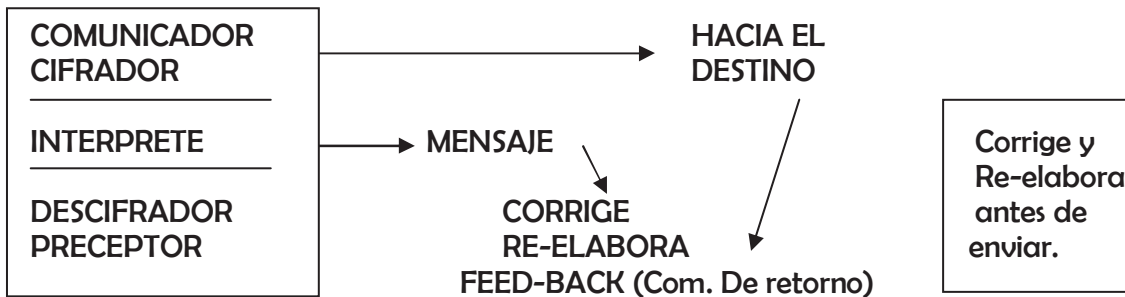 COMUNICADOR
CIFRADOR
INTERPRETE
DESCIFRADOR
PRECEPTOR
HACIA EL
DESTINO
MENSAJE
CORRIGE
RE-ELABORA
FEED-BACK (Com. De retorno)
Corrige y
Re-elabora
antes de
enviar.